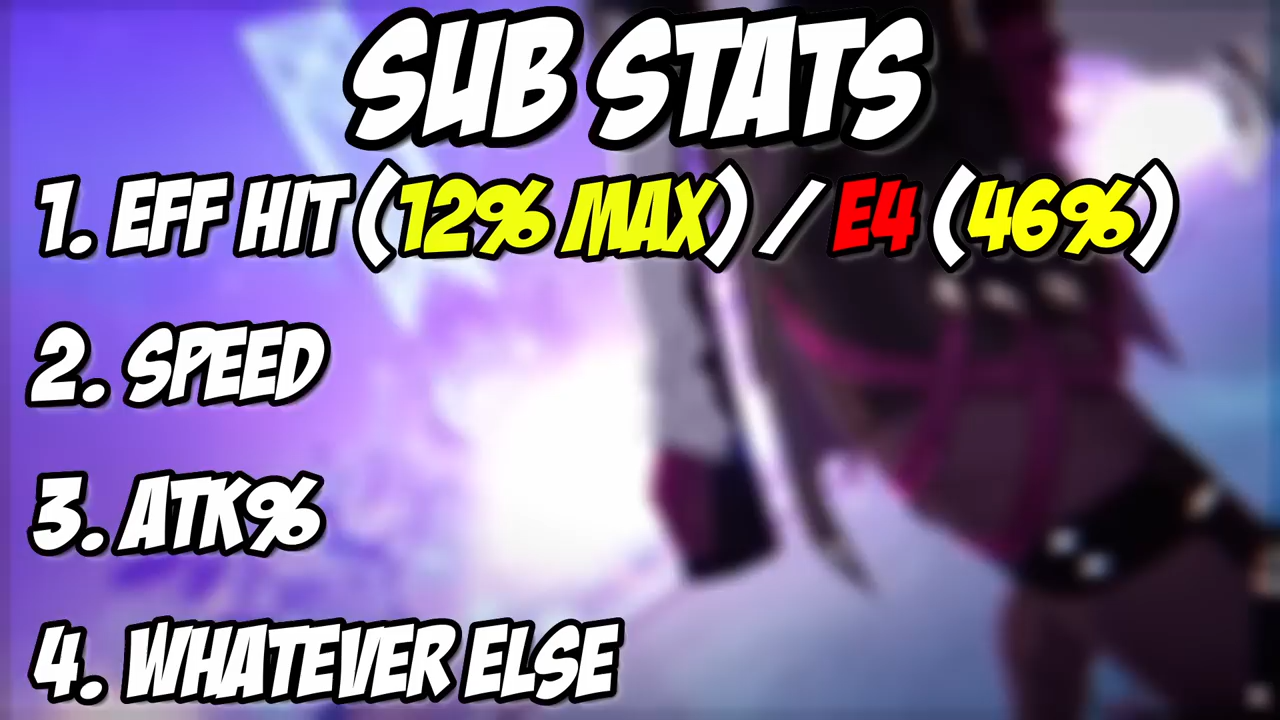 SUB STATS
1. EFF HIT (12% MAX) / E4 (46%)
2. SPEED
3. ATK%
4. WHATEVER ELSE